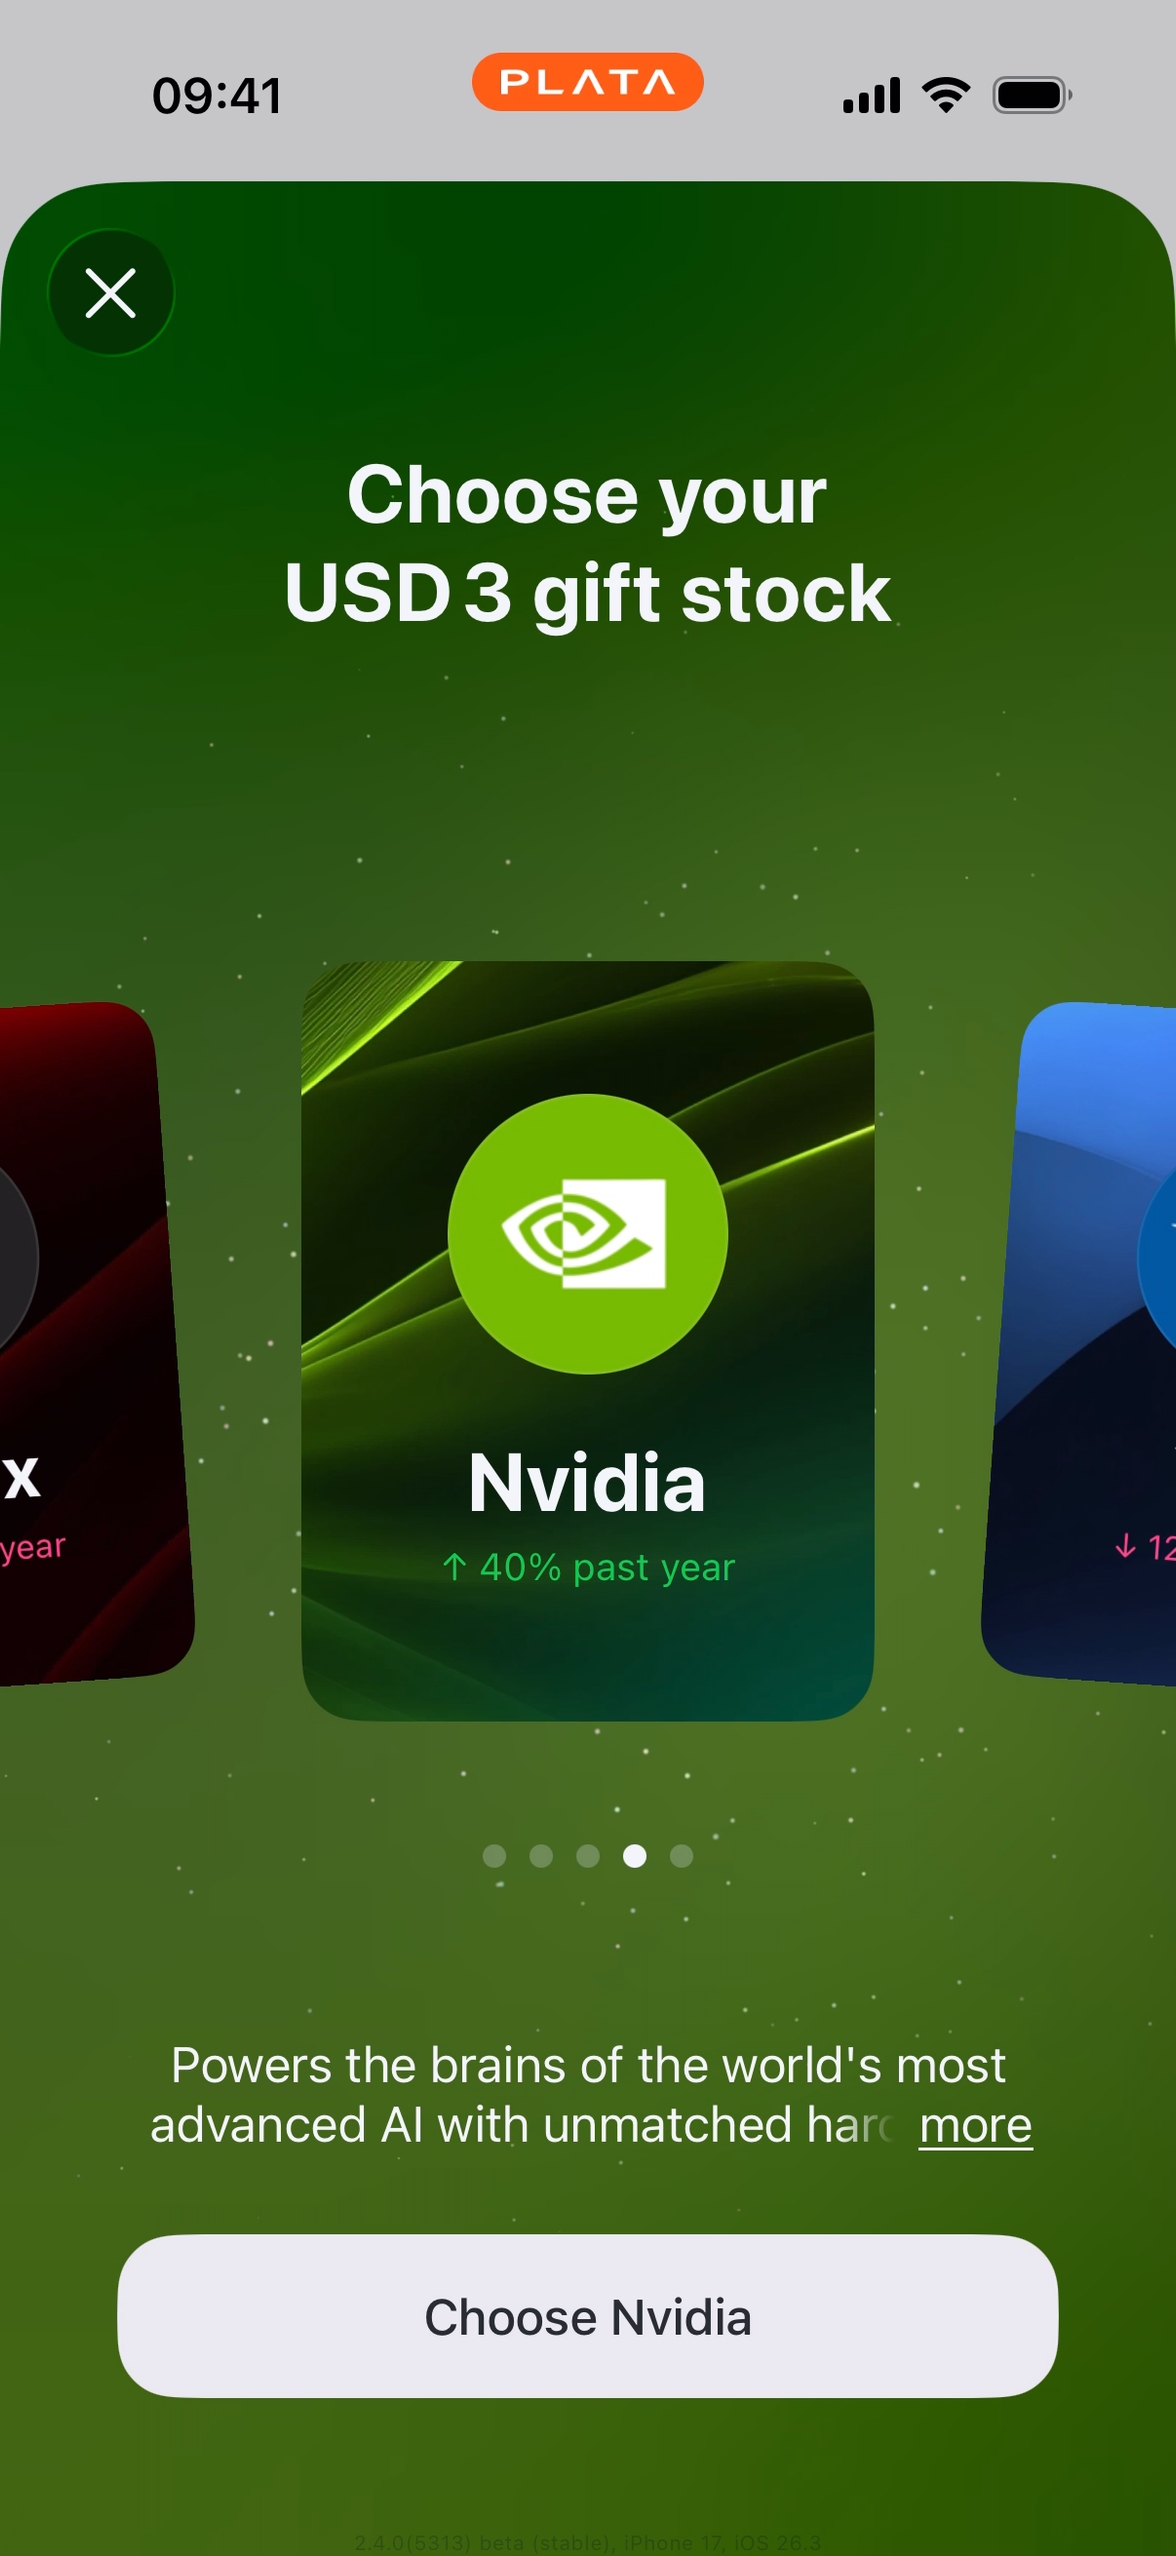 09:41
PLATA
Choose your
USD 3 gift stock
x
year
Nvidia
↑ 40% past year
↓ 12
Powers the brains of the world's most
advanced AI with unmatched more
Choose Nvidia
2.4.0(5313) beta (stable), iPhone 17, iOS 26.3